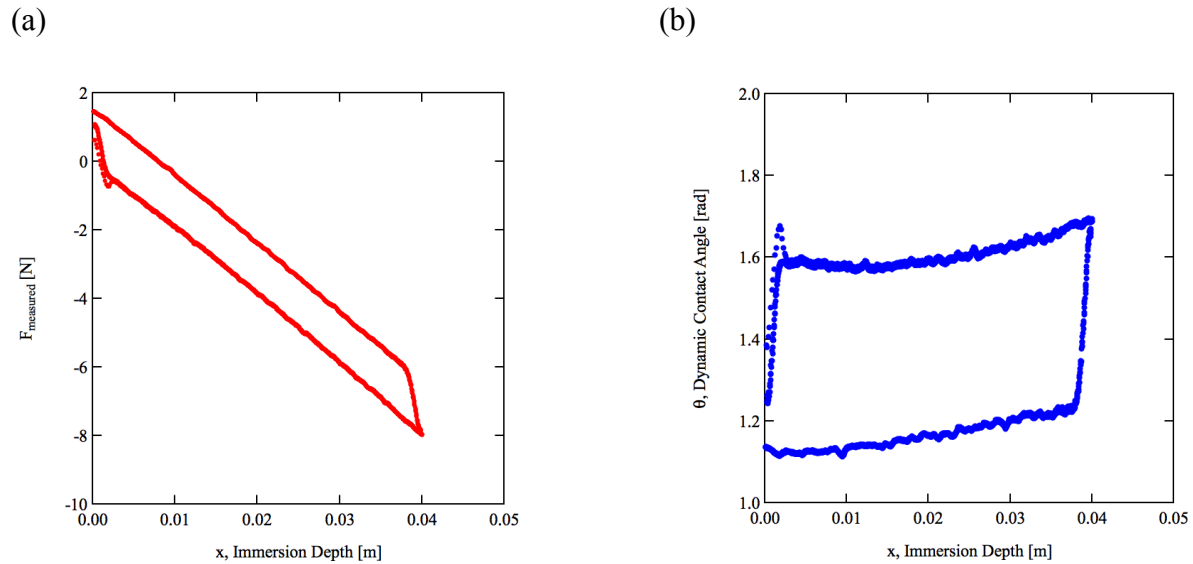 (a)
(b)
2
0
-2
-4
-6
-8
-10
F_measured [N]
0.00 0.01 0.02 0.03 0.04 0.05
x, Immersion Depth [m]
2.0
1.8
1.6
1.4
1.2
1.0
θ, Dynamic Contact Angle [rad]
0.00 0.01 0.02 0.03 0.04 0.05
x, Immersion Depth [m]